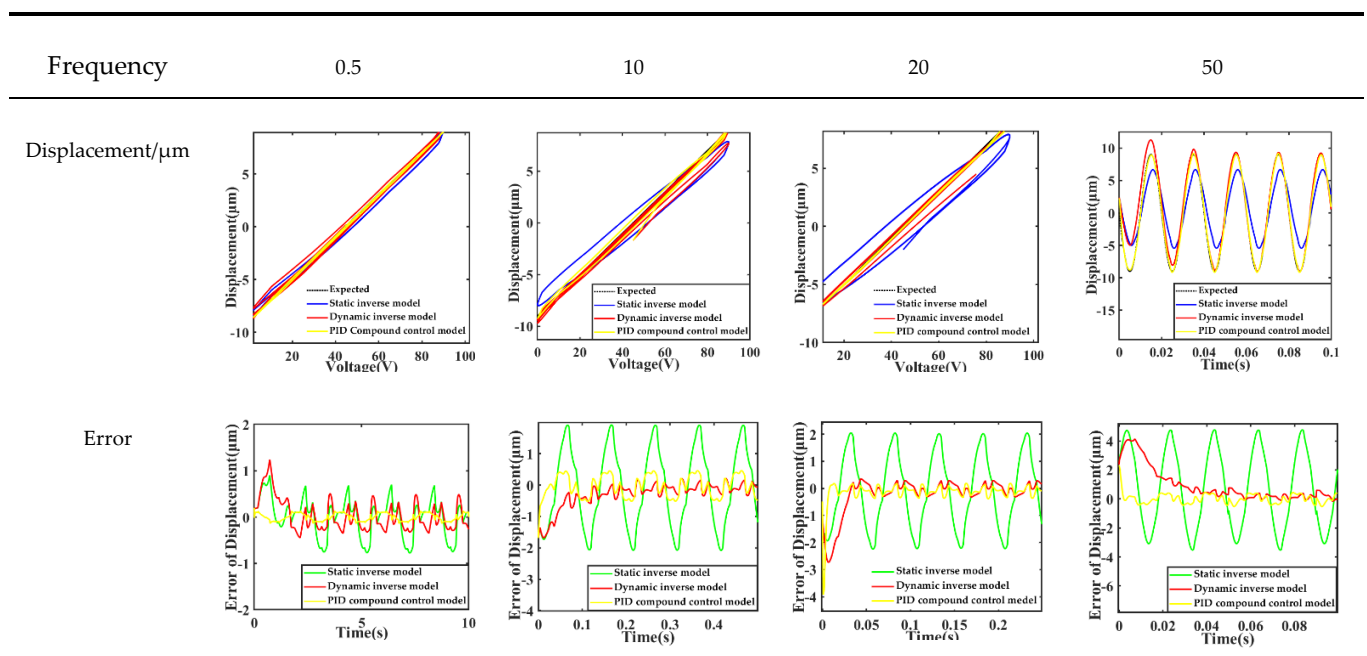 Frequency 0.5 10 20 50
Displacement/μm
Displacement(μm)
5
0
-5
-10
Expected
Static inverse model
Dynamic inverse model
PID Compound control model
20 40 60 80 100
Voltage(V)
Displacement(μm)
5
0
-5
-10
Expected
Static inverse model
Dynamic inverse model
PID compound control model
0 20 40 60 80 100
Voltage(V)
Displacement(μm)
5
0
-5
-10
Expected
Static inverse model
Dynamic inverse model
PID compound control model
20 40 60 80 100
Voltage(V)
Displacement(μm)
10
5
0
-5
-10
-15
Expected
Static inverse model
Dynamic inverse model
PID compound control model
0 0.02 0.04 0.06 0.08 0.1
Time(s)
Error
Error of Displacement(μm)
2
1
0
-1
-2
Static inverse model
Dynamic inverse model
PID compound control model
0 5 10
Time(s)
Error of Displacement(μm)
1
0
-1
-2
-3
-4
Static inverse model
Dynamic inverse model
PID compound control model
0 0.2 0.4
Time(s)
Error of Displacement(μm)
2
1
0
-1
-2
-3
-4
Static inverse model
Dynamic inverse model
PID compound control medel
0 0.05 0.1 0.15 0.2
Time(s)
Error of Displacement(μm)
4
2
0
-2
-4
-6
Static inverse model
Dynamic inverse model
PID compound control model
0 0.02 0.04 0.06 0.08
Time(s)